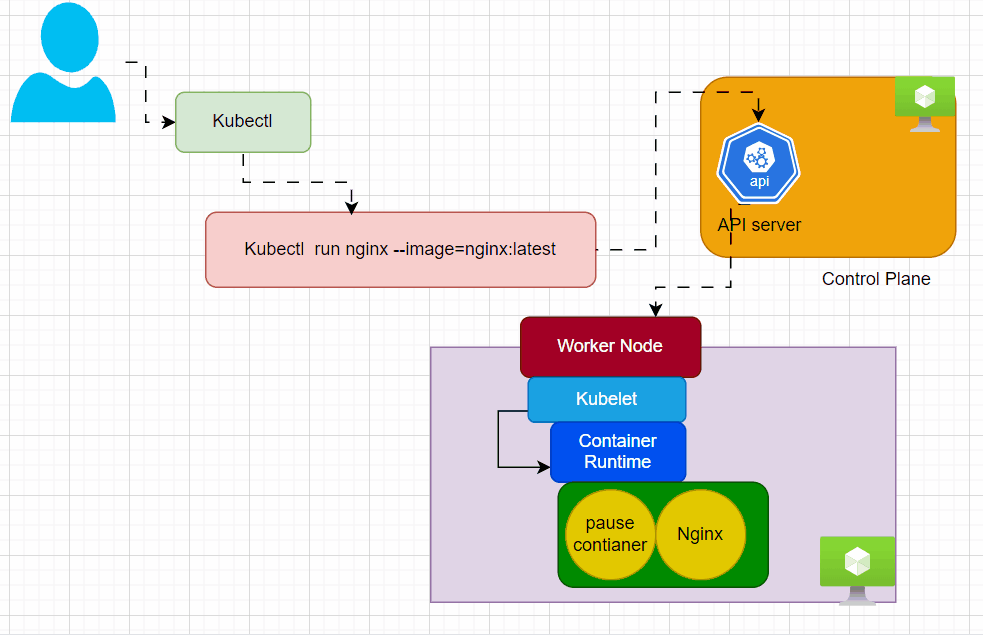 Kubectl
Kubectl  run nginx --image=nginx:latest
api
API server
Control Plane
Worker Node
Kubelet
Container
Runtime
pause
contianer
Nginx